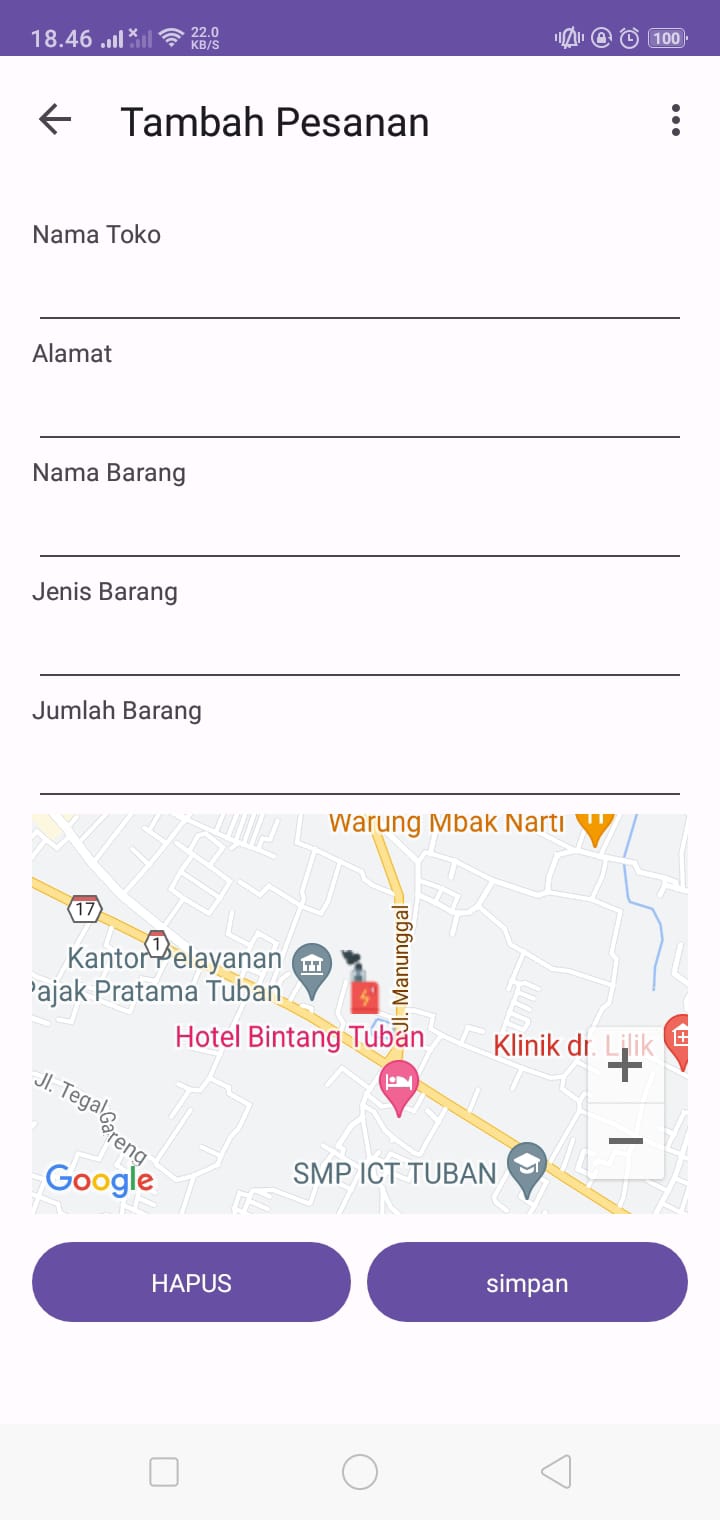 18.46 22.0 KB/S 100
Tambah Pesanan
Nama Toko
Alamat
Nama Barang
Jenis Barang
Jumlah Barang
Warung Mbak Narti
17
1
Jl. Manunggal
Kantor Pelayanan
Pajak Pratama Tuban
Hotel Bintang Tuban
Klinik dr. Lilik
Jl. Tegal Gareng
SMP ICT TUBAN
Google
HAPUS simpan